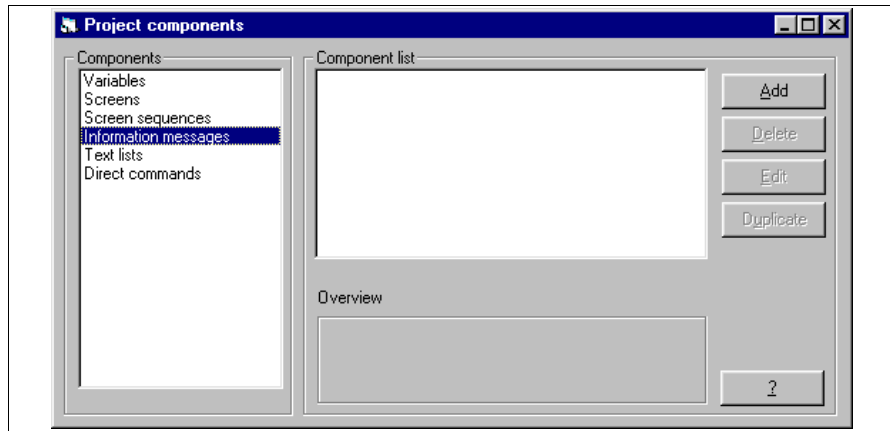 Project components
Components
Variables
Screens
Screen sequences
Information messages
Text lists
Direct commands
Component list
Add
Delete
Edit
Duplicate
Overview
?